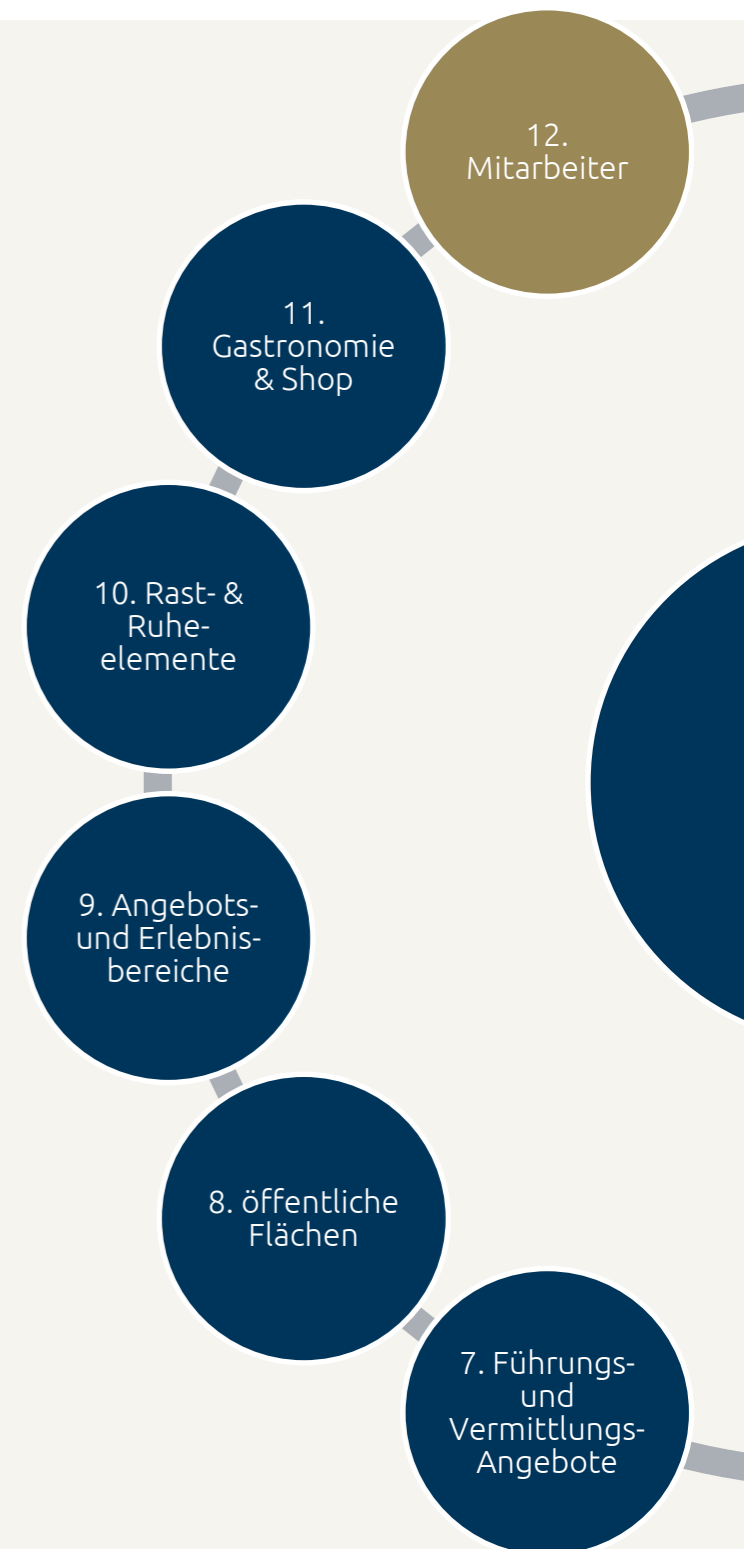 12.
Mitarbeiter
11.
Gastronomie
& Shop
10. Rast- &
Ruhe-
elemente
9. Angebots-
und Erlebnis-
bereiche
8. öffentliche
Flächen
7. Führungs-
und
Vermittlungs-
Angebote